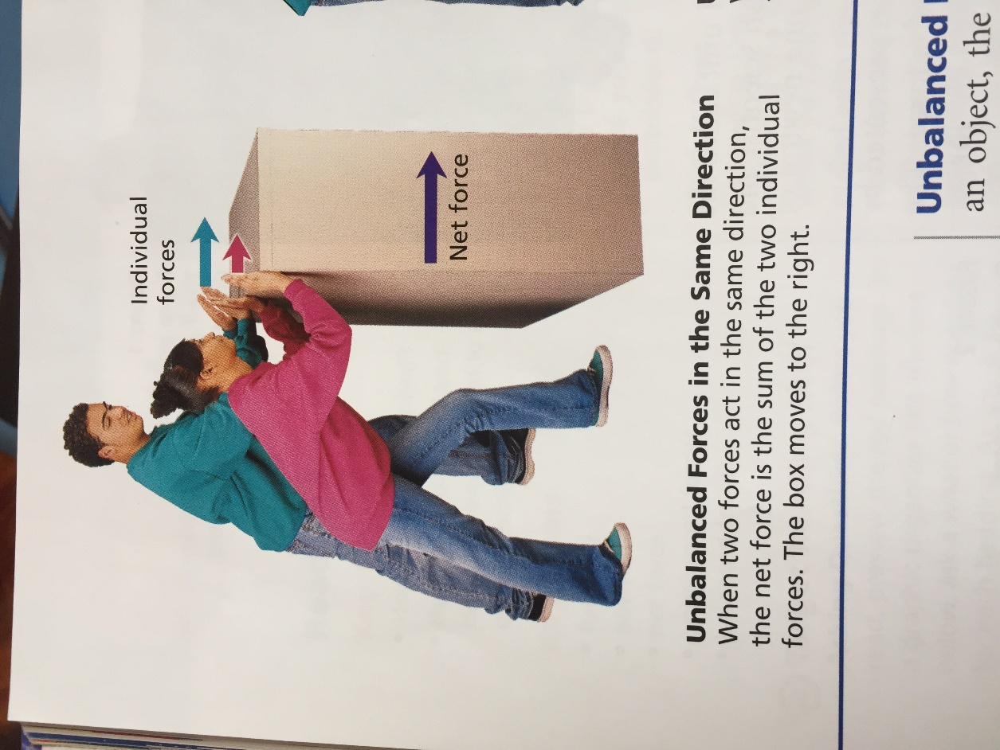 Individual
forces
Net force
Unbalanced Forces in the Same Direction
When two forces act in the same direction,
the net force is the sum of the two individual
forces. The box moves to the right.
Unbalanced
an object, the